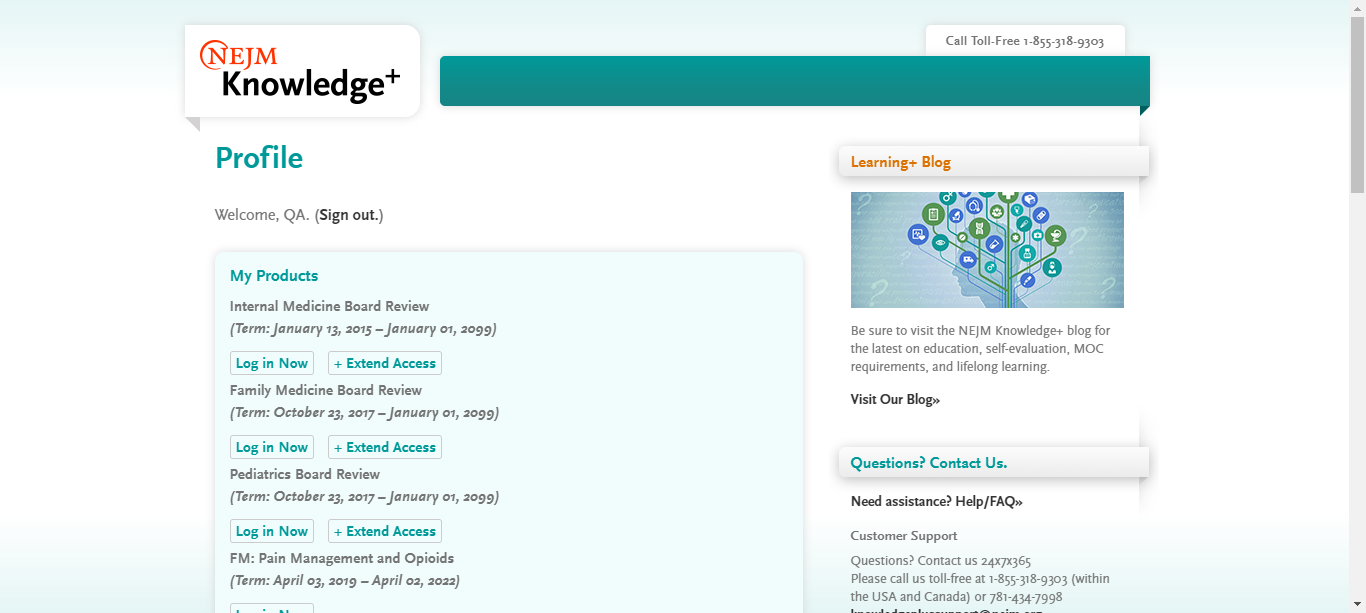 NEJM
Knowledge+
Call Toll-Free 1-855-318-9303
Profile
Welcome, QA. (Sign out.)
My Products
Internal Medicine Board Review
(Term: January 13, 2015 – January 01, 2099)
Log in Now + Extend Access
Family Medicine Board Review
(Term: October 23, 2017 – January 01, 2099)
Log in Now + Extend Access
Pediatrics Board Review
(Term: October 23, 2017 – January 01, 2099)
Log in Now + Extend Access
FM: Pain Management and Opioids
(Term: April 03, 2019 – April 02, 2022)
Log in Now
Learning+ Blog
Be sure to visit the NEJM Knowledge+ blog for
the latest on education, self-evaluation, MOC
requirements, and lifelong learning.
Visit Our Blog»
Questions? Contact Us.
Need assistance? Help/FAQ»
Customer Support
Questions? Contact us 24x7x365
Please call us toll-free at 1-855-318-9303 (within
the USA and Canada) or 781-434-7998
knowledgeplussupport@nejm.org